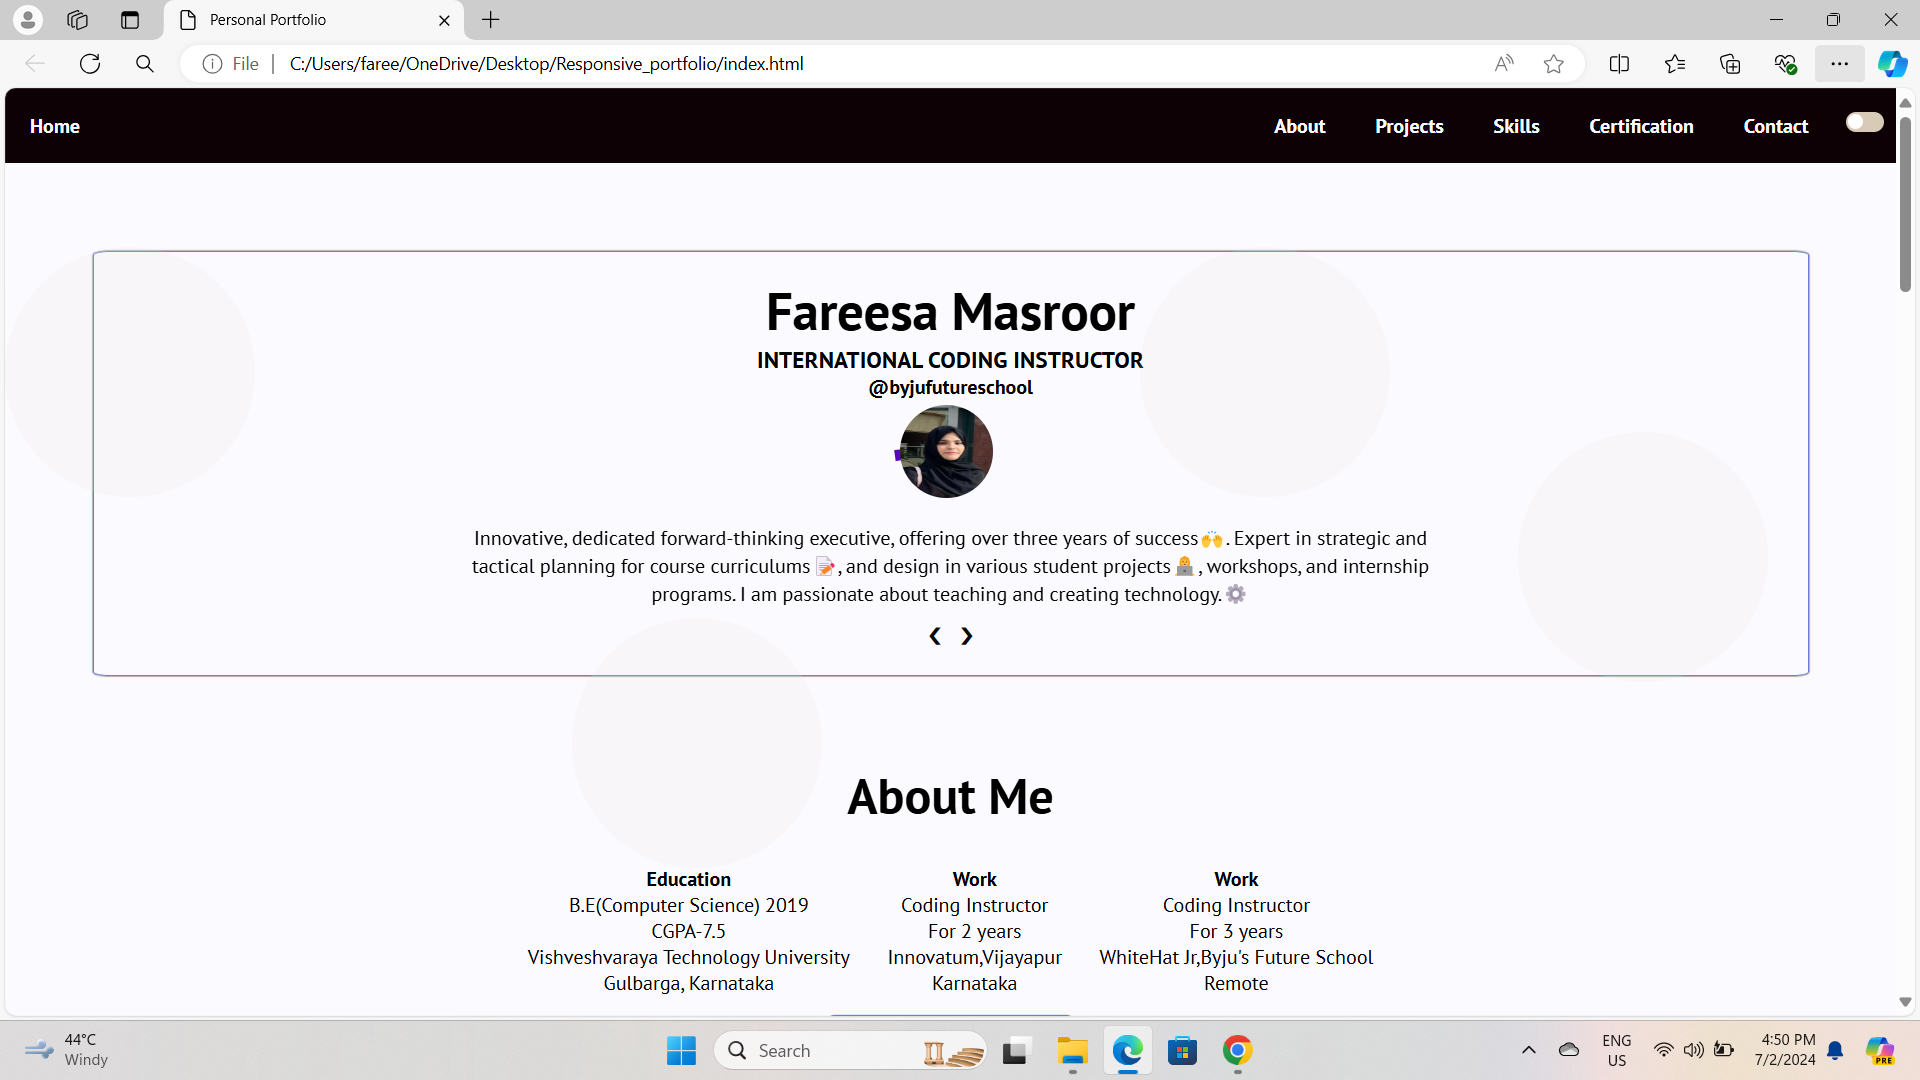 Personal Portfolio
File
C:/Users/faree/OneDrive/Desktop/Responsive_portfolio/index.html
Home
About
Projects
Skills
Certification
Contact
Fareesa Masroor
INTERNATIONAL CODING INSTRUCTOR
@byjufutureschool
Innovative, dedicated forward-thinking executive, offering over three years of success🙌. Expert in strategic and
tactical planning for course curriculums 📝, and design in various student projects 👩‍💻, workshops, and internship
programs. I am passionate about teaching and creating technology.⚙️
❮ ❯
About Me
Education
B.E(Computer Science) 2019
CGPA-7.5
Vishveshvaraya Technology University
Gulbarga, Karnataka
Work
Coding Instructor
For 2 years
Innovatum,Vijayapur
Karnataka
Work
Coding Instructor
For 3 years
WhiteHat Jr,Byju's Future School
Remote
44°C
Windy
Search
ENG
US
4:50 PM
7/2/2024
PRE